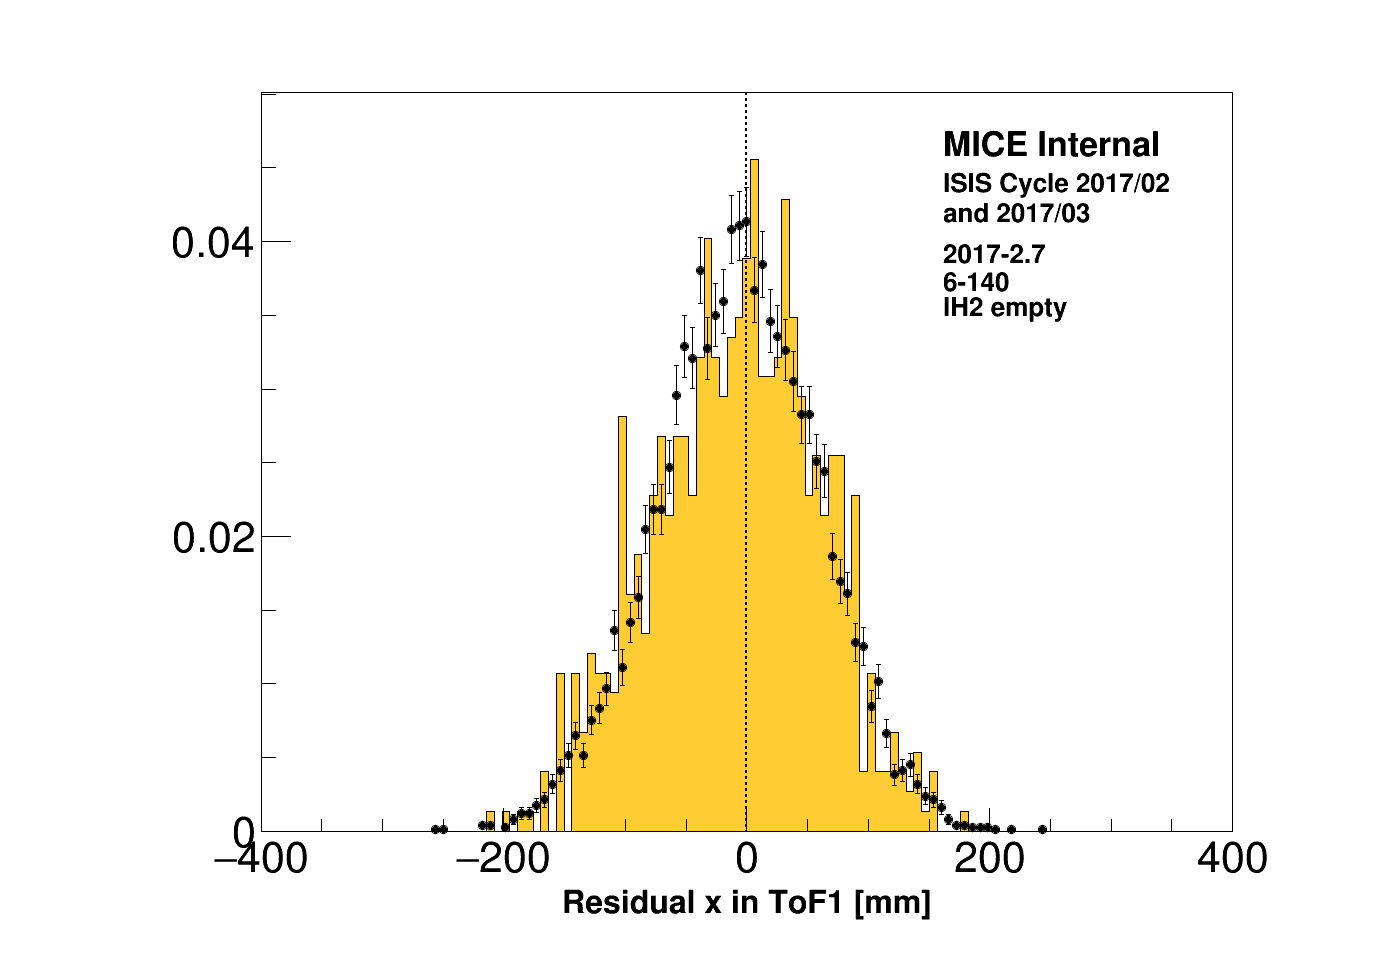 MICE Internal
ISIS Cycle 2017/02
and 2017/03
2017-2.7
6-140
IH2 empty
0.04
0.02
0
−400 −200 0 200 400
Residual x in ToF1 [mm]